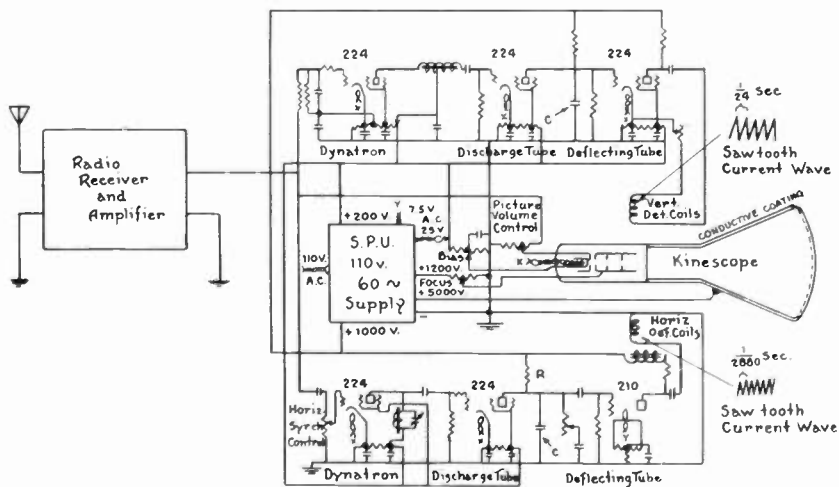 224
224
224
1/24 Sec
Sawtooth
Current Wave
C
Radio
Receiver
and
Amplifier
Dynatron
Discharge Tube
Deflecting Tube
Vert.
Def. Coils
CONDUCTIVE COATING
+200 V.
Y
7.5 V.
A.C.
25 V
Picture
Volume
Control
S.P.U.
110 v.
60 ~
Supply
110 V.
A.C.
Bias
X
Kinescope
+1200 V.
FOCUS
+5000 V
-
+1000 V.
Horiz
Def. Coils
1/2880 Sec.
Saw tooth
Current Wave
224
224
R
210
Horiz
Synch
Control
X
X
C
Y
Dynatron
Discharge Tube
Deflecting Tube